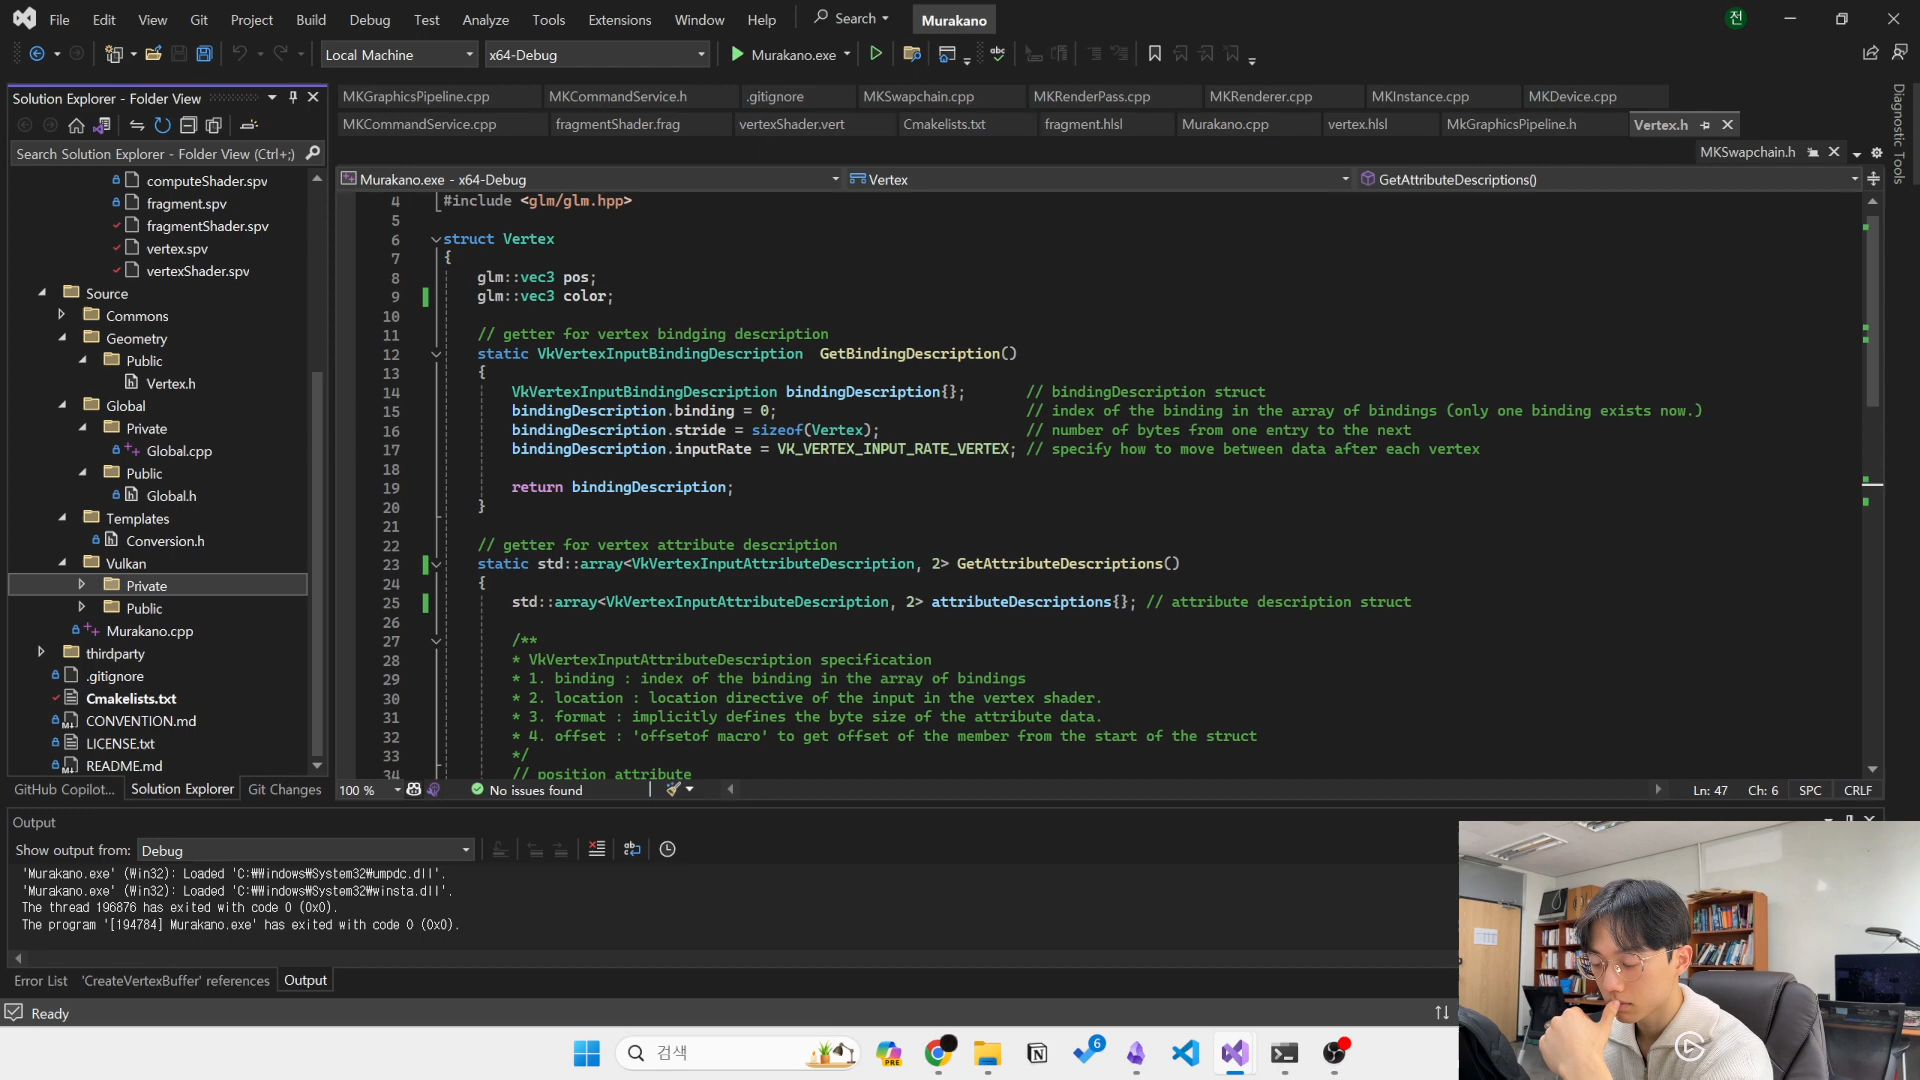 File Edit View Git Project Build Debug Test Analyze Tools Extensions Window Help Search Murakano 전
Local Machine x64-Debug Murakano.exe
Solution Explorer - Folder View
Search Solution Explorer - Folder View (Ctrl+;)
computeShader.spv
fragment.spv
fragmentShader.spv
vertex.spv
vertexShader.spv
Source
Commons
Geometry
Public
Vertex.h
Global
Private
Global.cpp
Public
Global.h
Templates
Conversion.h
Vulkan
Private
Public
Murakano.cpp
thirdparty
.gitignore
Cmakelists.txt
CONVENTION.md
LICENSE.txt
README.md
GitHub Copilot... Solution Explorer Git Changes
MKGraphicsPipeline.cpp MKCommandService.h .gitignore MKSwapchain.cpp MKRenderPass.cpp MKRenderer.cpp MKInstance.cpp MKDevice.cpp
MKCommandService.cpp fragmentShader.frag vertexShader.vert Cmakelists.txt fragment.hlsl Murakano.cpp vertex.hlsl MkGraphicsPipeline.h Vertex.h
MKSwapchain.h
Murakano.exe - x64-Debug Vertex GetAttributeDescriptions()
4 #include <glm/glm.hpp>
5
6 struct Vertex
7 {
8 glm::vec3 pos;
9 glm::vec3 color;
10
11 // getter for vertex bindging description
12 static VkVertexInputBindingDescription  GetBindingDescription()
13 {
14 VkVertexInputBindingDescription bindingDescription{}; // bindingDescription struct
15 bindingDescription.binding = 0; // index of the binding in the array of bindings (only one binding exists now.)
16 bindingDescription.stride = sizeof(Vertex); // number of bytes from one entry to the next
17 bindingDescription.inputRate = VK_VERTEX_INPUT_RATE_VERTEX; // specify how to move between data after each vertex
18
19 return bindingDescription;
20 }
21
22 // getter for vertex attribute description
23 static std::array<VkVertexInputAttributeDescription, 2> GetAttributeDescriptions()
24 {
25 std::array<VkVertexInputAttributeDescription, 2> attributeDescriptions{}; // attribute description struct
26
27 /**
28 * VkVertexInputAttributeDescription specification
29 * 1. binding : index of the binding in the array of bindings
30 * 2. location : location directive of the input in the vertex shader.
31 * 3. format : implicitly defines the byte size of the attribute data.
32 * 4. offset : 'offsetof macro' to get offset of the member from the start of the struct
33 */
34 // position attribute
100 % No issues found Ln: 47 Ch: 6 SPC CRLF
Diagnostic Tools
Output
Show output from: Debug
'Murakano.exe' (Win32): Loaded 'C:₩Windows₩System32₩umpdc.dll'.
'Murakano.exe' (Win32): Loaded 'C:₩Windows₩System32₩winsta.dll'.
The thread 196876 has exited with code 0 (0x0).
The program '[194784] Murakano.exe' has exited with code 0 (0x0).
Error List 'CreateVertexBuffer' references Output
Ready
검색 PRE 6